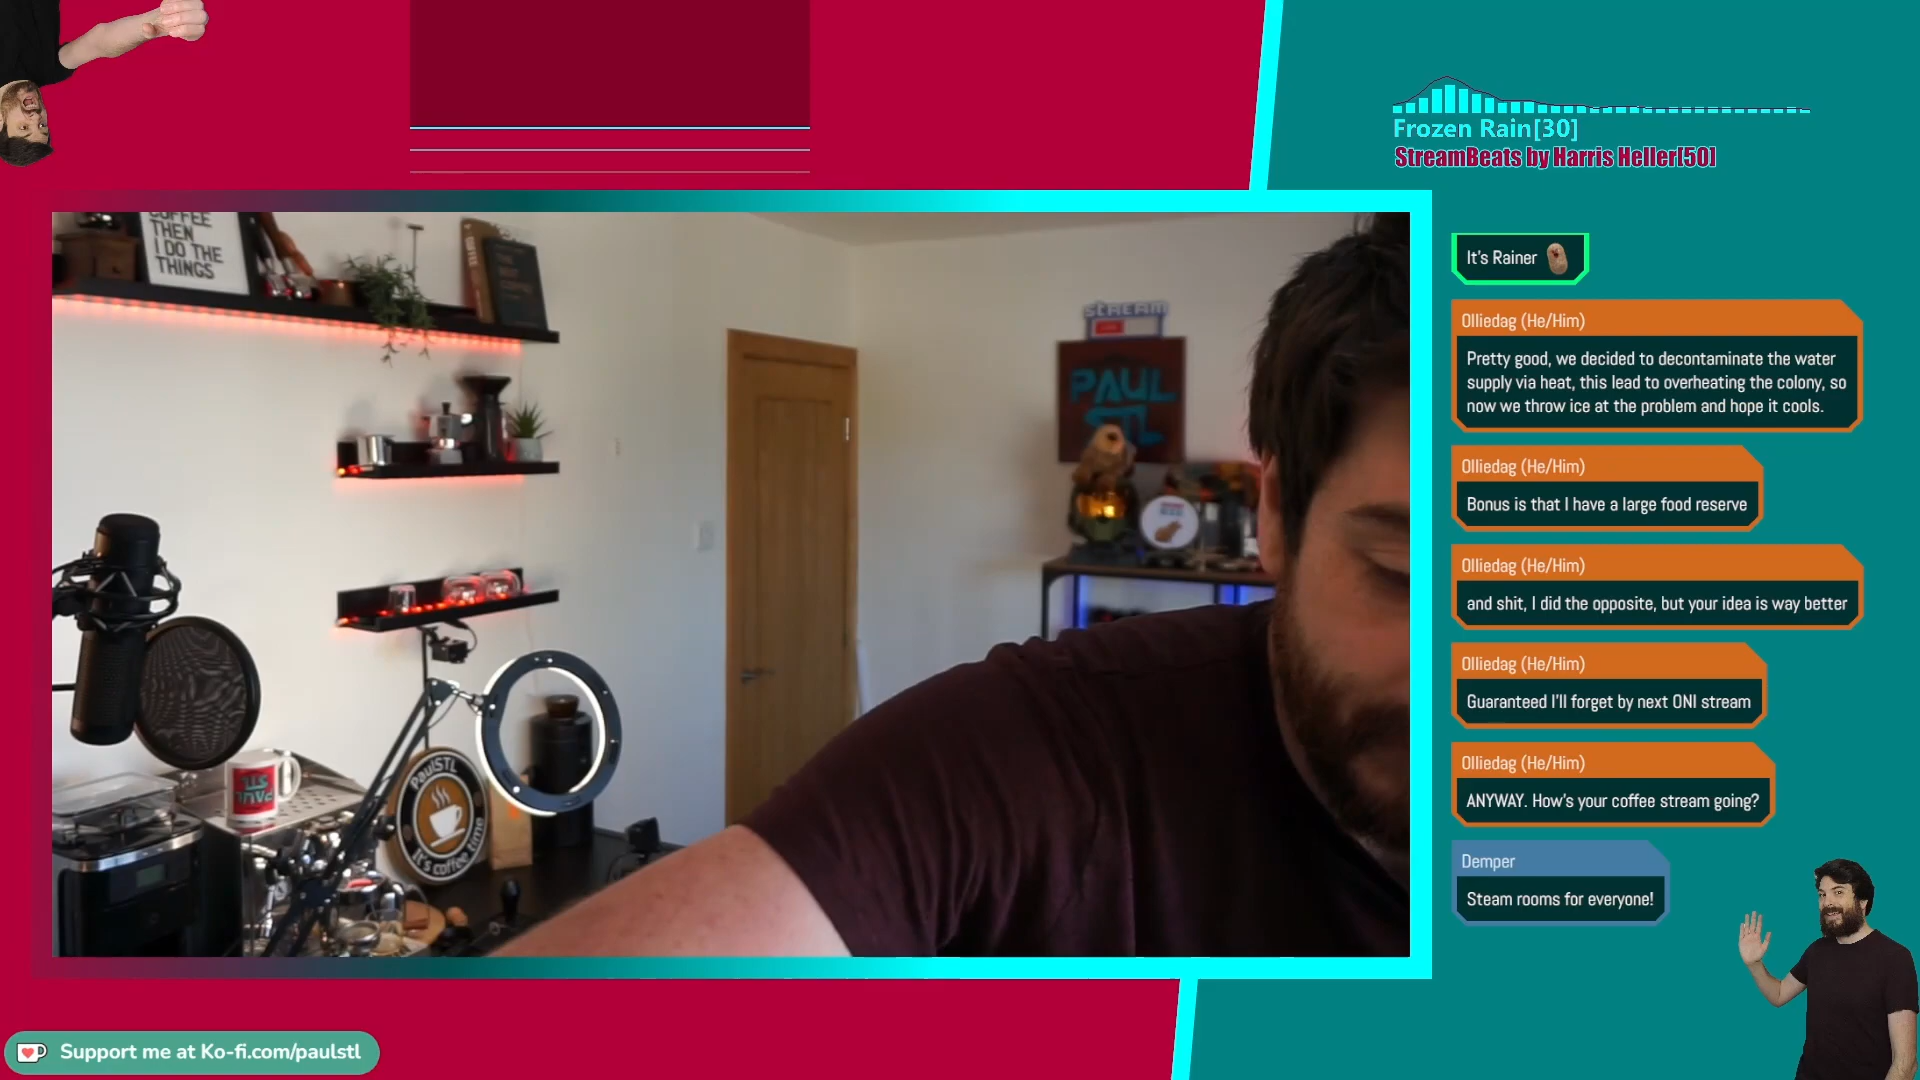 Frozen Rain[30]
StreamBeats by Harris Heller[50]
COFFEE
THEN
I DO THE
THINGS
STREAM
PAUL
STL
PaulSTL
It's coffee time
It's Rainer
Olliedag (He/Him)
Pretty good, we decided to decontaminate the water
supply via heat, this lead to overheating the colony, so
now we throw ice at the problem and hope it cools.
Olliedag (He/Him)
Bonus is that I have a large food reserve
Olliedag (He/Him)
and shit, I did the opposite, but your idea is way better
Olliedag (He/Him)
Guaranteed I'll forget by next ONI stream
Olliedag (He/Him)
ANYWAY. How's your coffee stream going?
Demper
Steam rooms for everyone!
Support me at Ko-fi.com/paulstl